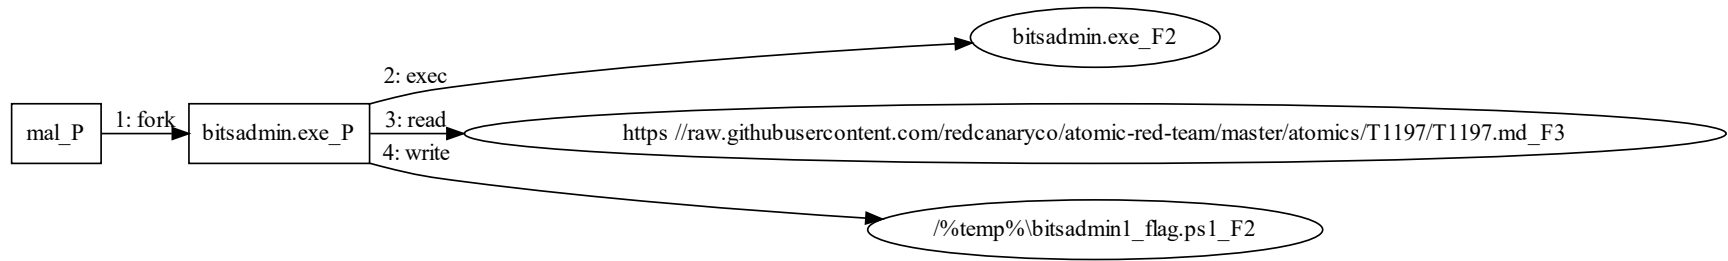 bitsadmin.exe_F2
2: exec
mal_P
1: fork
bitsadmin.exe_P
3: read
https //raw.githubusercontent.com/redcanaryco/atomic-red-team/master/atomics/T1197/T1197.md_F3
4: write
/%temp%\bitsadmin1_flag.ps1_F2